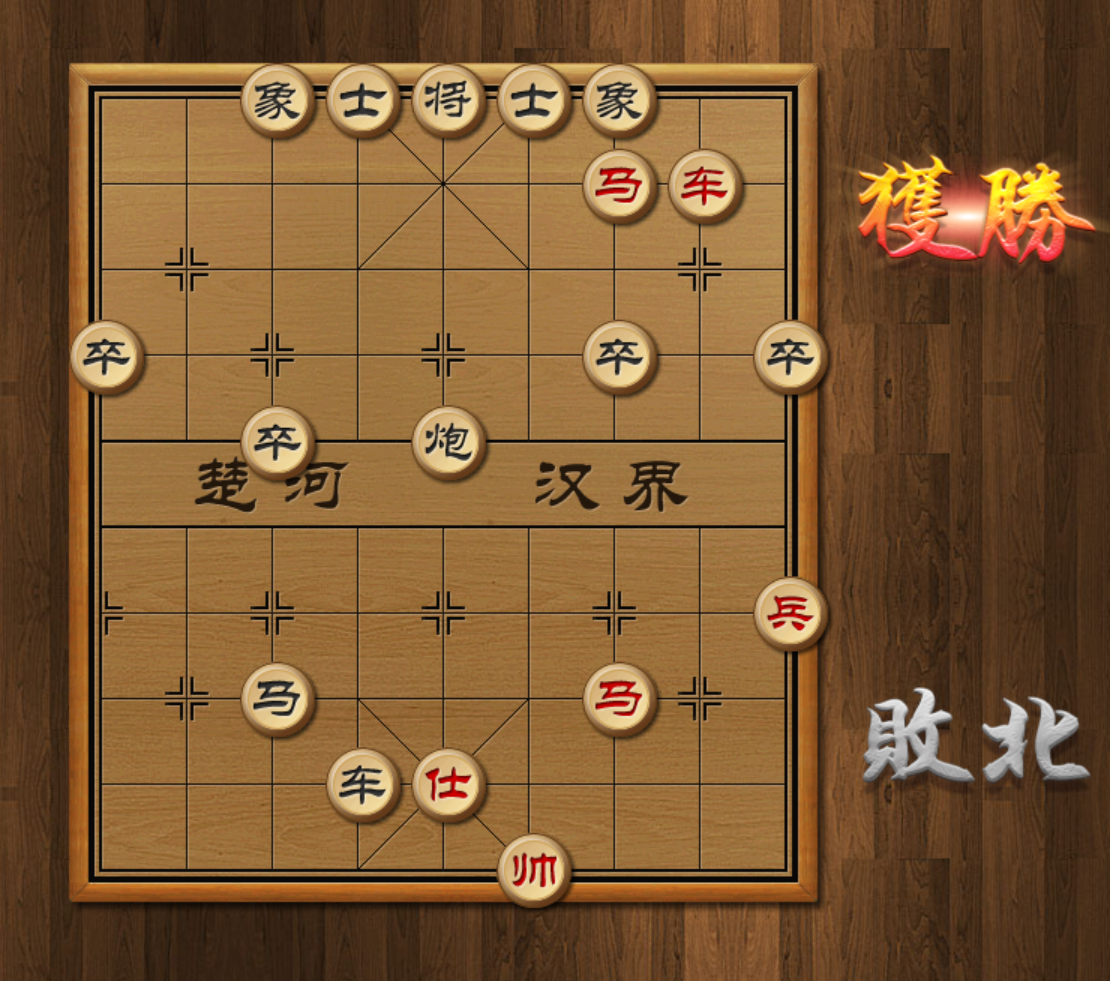 象 士 将 士 象
马 车
獲勝
卒 卒 卒
卒 炮
楚河 汉界
兵
马 马
敗北
车 仕
帅